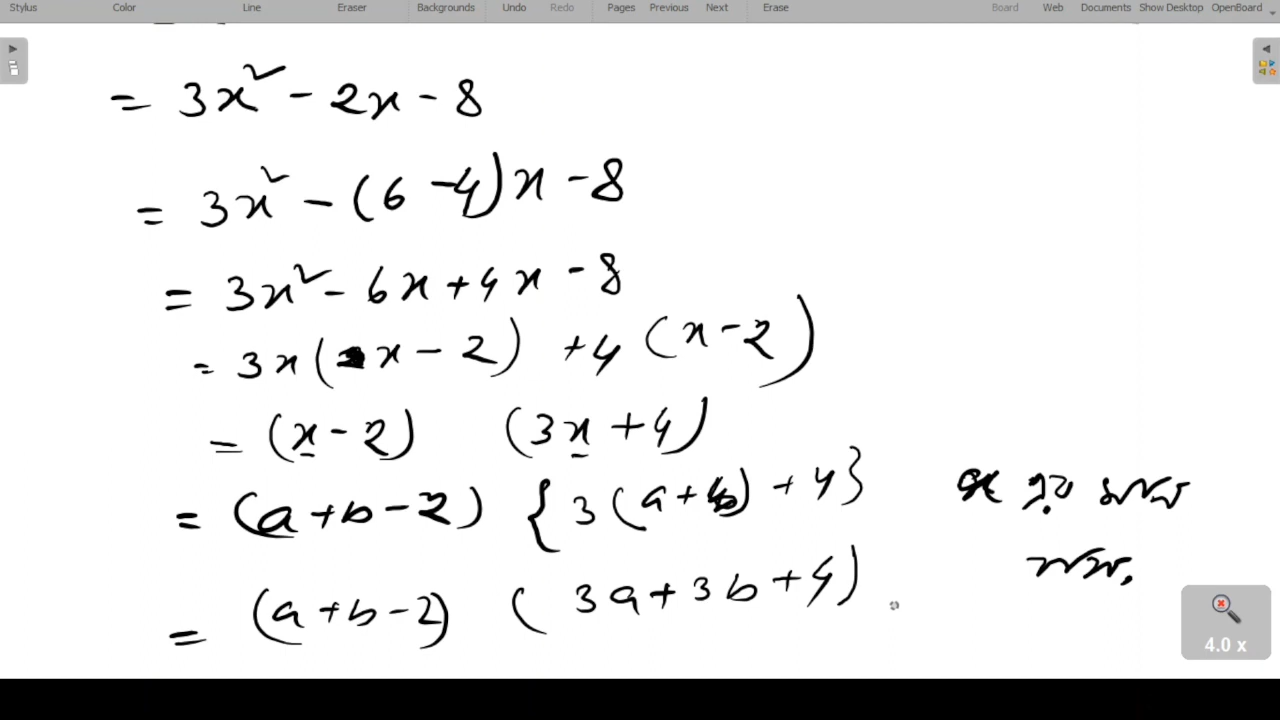 Stylus Color Line Eraser Backgrounds Undo Redo Pages Previous Next Erase Board Web Documents Show Desktop OpenBoard
= 3x² - 2x - 8
= 3x² - (6 - 4)x - 8
= 3x² - 6x + 4x - 8
= 3x(x - 2) + 4(x - 2)
= (x - 2) (3x + 4)
= (a + b - 2) {3(a + b) + 4}
= (a + b - 2) (3a + 3b + 4)
4.0 x